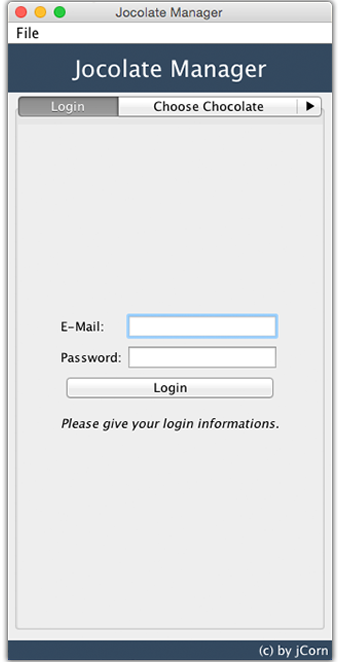 Jocolate Manager
File
Jocolate Manager
Login Choose Chocolate
E-Mail:
Password:
Login
Please give your login informations.
(c) by jCorn